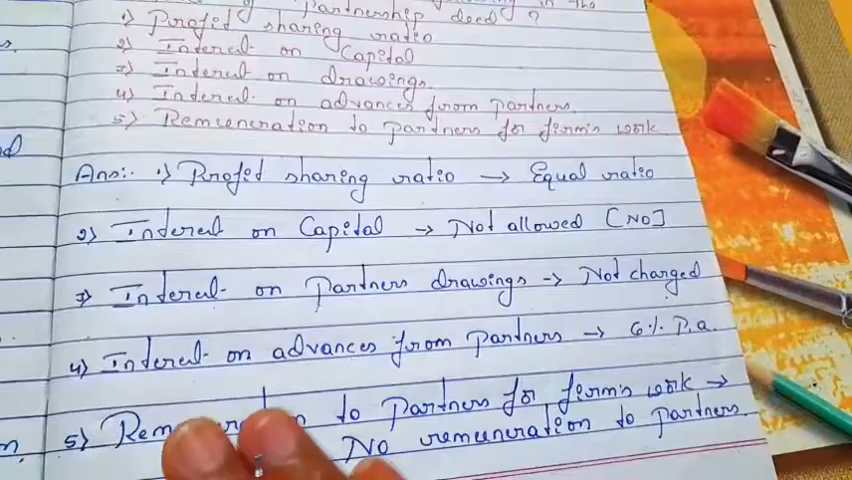 Partnership deed ?
1) Profit sharing ratio
2) Interest on Capital
3) Interest on drawings.
4) Interest on advances from partners.
5) Remuneration to partners for firm's work
Ans:- 1) Profit sharing ratio → Equal ratio
2) Interest on Capital → Not allowed [NO]
3) Interest on Partners drawings → Not charged
4) Interest on advances from Partners → 6% P.a.
5) to Partners for firm's work →
No remuneration to partners.